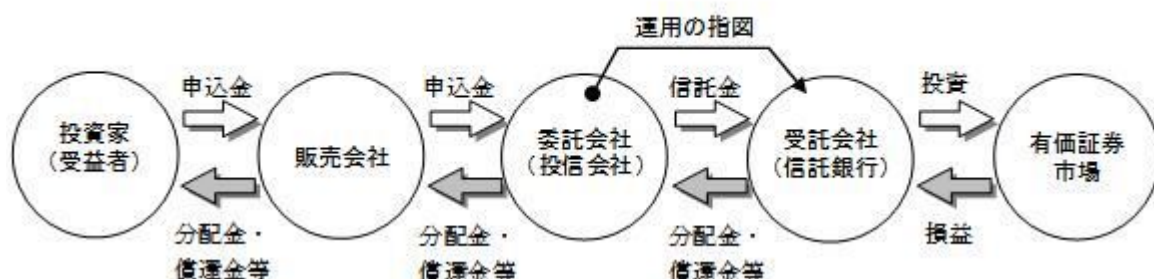 運用の指図
申込金
申込金
信託金
投資
投資家
(受益者)
販売会社
委託会社
(投信会社)
受託会社
(信託銀行)
有価証券
市場
分配金・
償還金等
分配金・
償還金等
分配金・
償還金等
損益